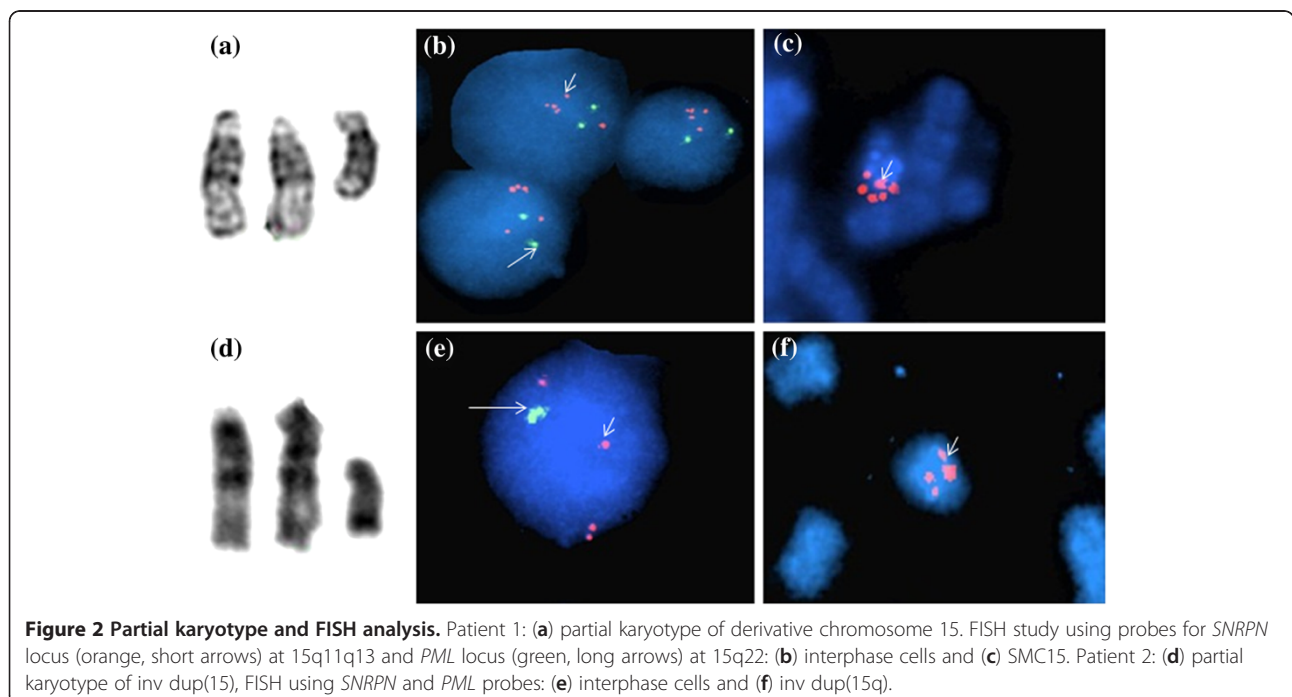 (a)
(b)
(c)
(d)
(e)
(f)
Figure 2 Partial karyotype and FISH analysis. Patient 1: (a) partial karyotype of derivative chromosome 15. FISH study using probes for SNRPN
locus (orange, short arrows) at 15q11q13 and PML locus (green, long arrows) at 15q22: (b) interphase cells and (c) SMC15. Patient 2: (d) partial
karyotype of inv dup(15), FISH using SNRPN and PML probes: (e) interphase cells and (f) inv dup(15q).